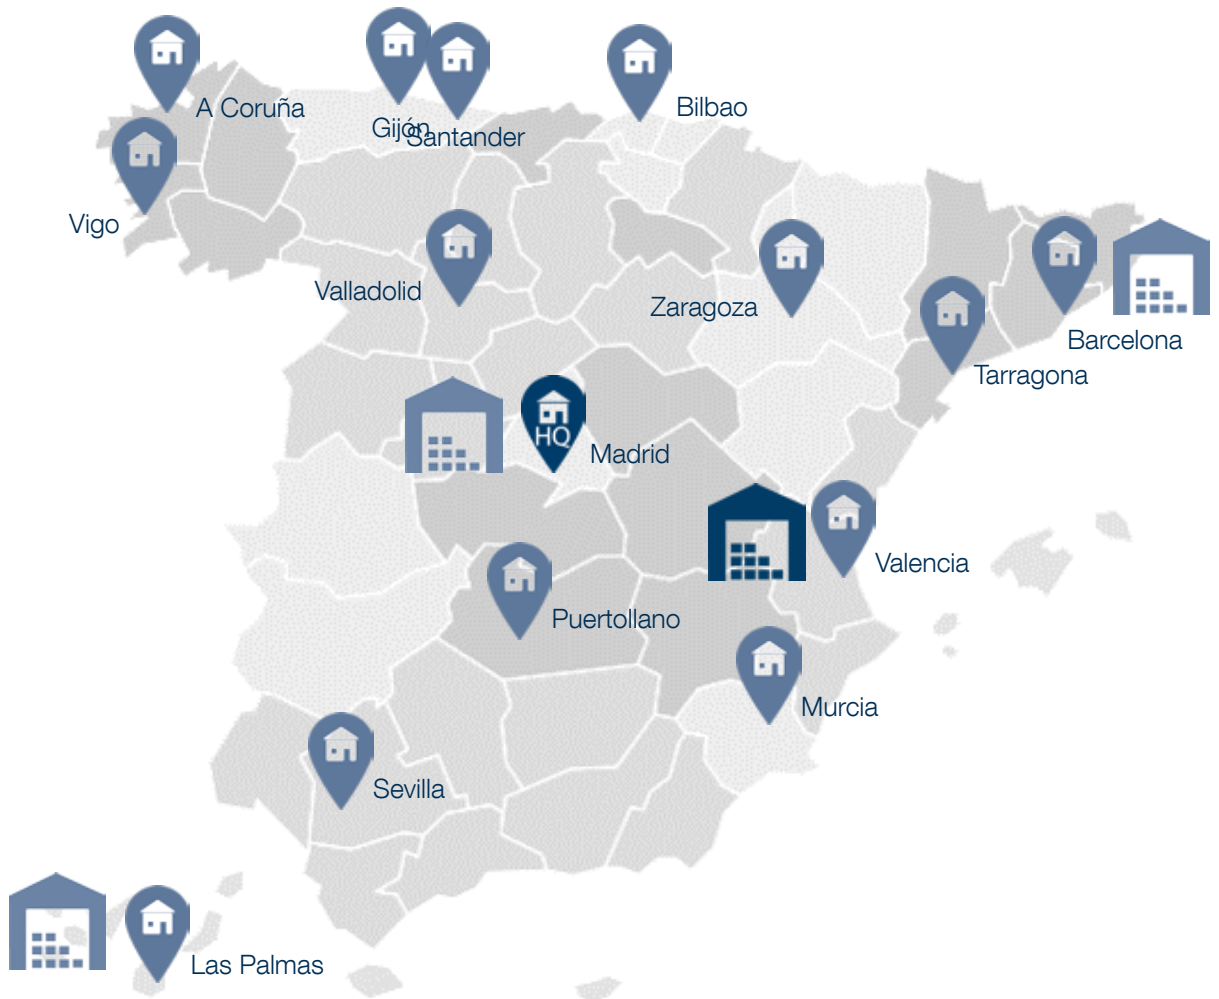 A Coruña
Bilbao
Gijón
Santander
Vigo
Valladolid
Zaragoza
Barcelona
Tarragona
HQ
Madrid
Valencia
Puertollano
Murcia
Sevilla
Las Palmas